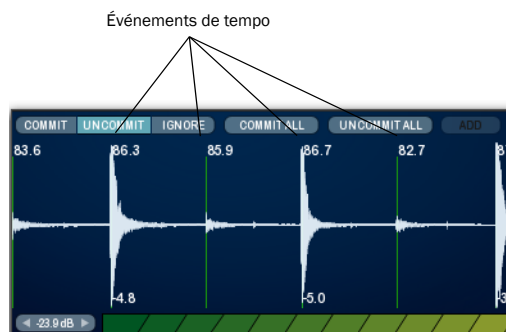 Événements de tempo
COMMIT UNCOMMIT IGNORE COMMIT ALL UNCOMMIT ALL ADD
83.6 86.3 85.9 86.7 82.7
-4.8 -5.0
-23.9 dB